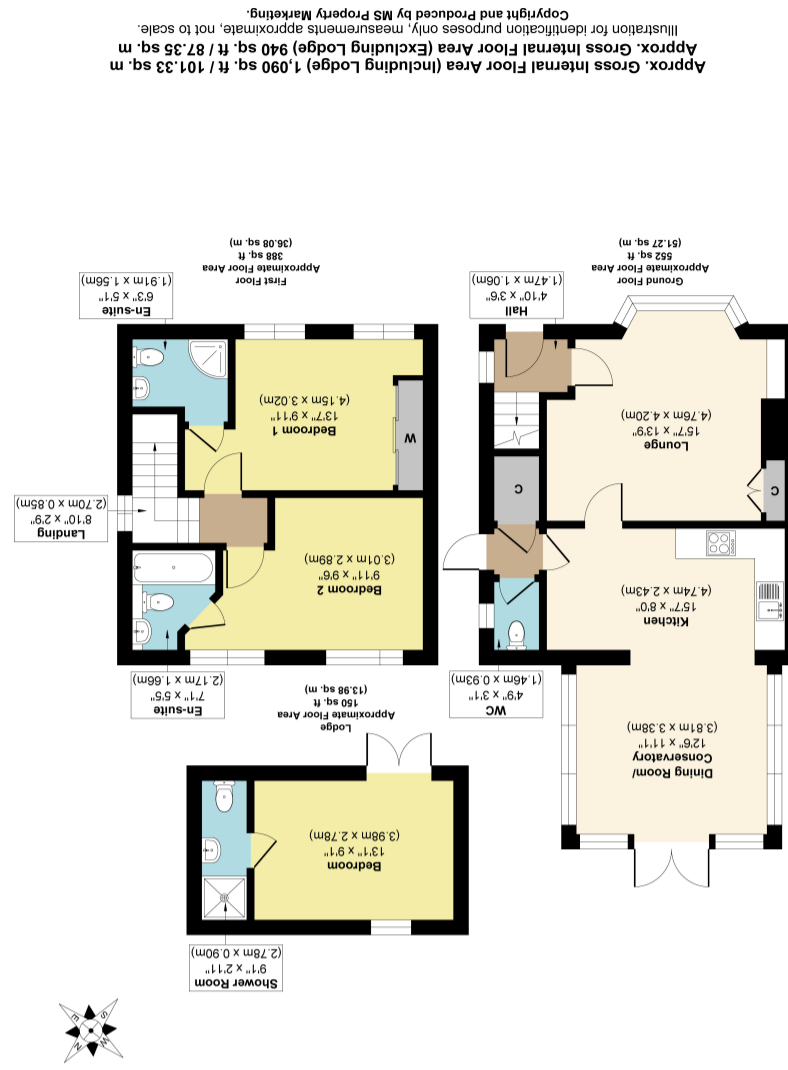 N
E
S
W
Shower Room
9'1" x 2'11"
(2.78m x 0.90m)
Bedroom
13'1" x 9'1"
(3.98m x 2.78m)
Lodge
Approximate Floor Area
150 sq. ft
(13.98 sq. m)
Dining Room/
Conservatory
12'6" x 11'1"
(3.81m x 3.38m)
WC
4'9" x 3'1"
(1.46m x 0.93m)
Kitchen
15'7" x 8'0"
(4.74m x 2.43m)
C
C
Lounge
15'7" x 13'9"
(4.76m x 4.20m)
Hall
4'10" x 3'6"
(1.47m x 1.06m)
Ground Floor
Approximate Floor Area
552 sq. ft
(51.27 sq. m)
En-suite
7'1" x 5'5"
(2.17m x 1.66m)
Bedroom 2
9'11" x 9'6"
(3.01m x 2.89m)
Landing
8'10" x 2'9"
(2.70m x 0.85m)
W
Bedroom 1
13'7" x 9'11"
(4.15m x 3.02m)
En-suite
6'3" x 5'1"
(1.91m x 1.56m)
First Floor
Approximate Floor Area
388 sq. ft
(36.08 sq. m)
Approx. Gross Internal Floor Area (Including Lodge) 1,090 sq. ft / 101.33 sq. m
Approx. Gross Internal Floor Area (Excluding Lodge) 940 sq. ft / 87.35 sq. m
Illustration for identification purposes only, measurements approximate, not to scale.
Copyright and Produced by MS Property Marketing.